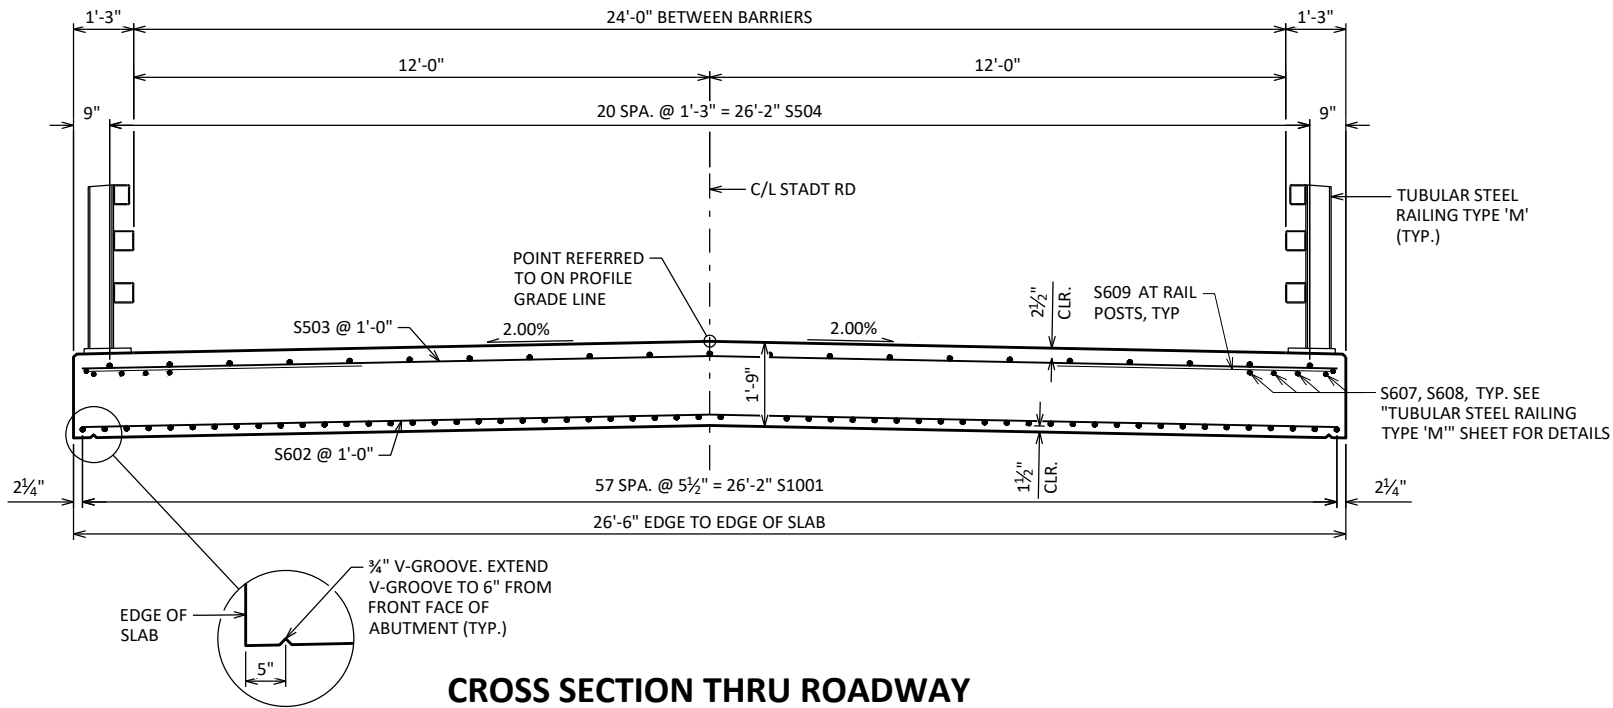 1'-3"
24'-0" BETWEEN BARRIERS
1'-3"
12'-0"
12'-0"
9"
20 SPA. @ 1'-3" = 26'-2" S504
9"
C/L STADT RD
TUBULAR STEEL
RAILING TYPE 'M'
(TYP.)
POINT REFERRED
TO ON PROFILE
GRADE LINE
2½"
CLR.
S609 AT RAIL
POSTS, TYP
S503 @ 1'-0"
2.00%
2.00%
1'-9"
S607, S608, TYP. SEE
"TUBULAR STEEL RAILING
TYPE 'M'" SHEET FOR DETAILS
S602 @ 1'-0"
1½"
CLR.
2¼"
57 SPA. @ 5½" = 26'-2" S1001
2¼"
26'-6" EDGE TO EDGE OF SLAB
¾" V-GROOVE. EXTEND
V-GROOVE TO 6" FROM
FRONT FACE OF
ABUTMENT (TYP.)
EDGE OF
SLAB
5"
CROSS SECTION THRU ROADWAY